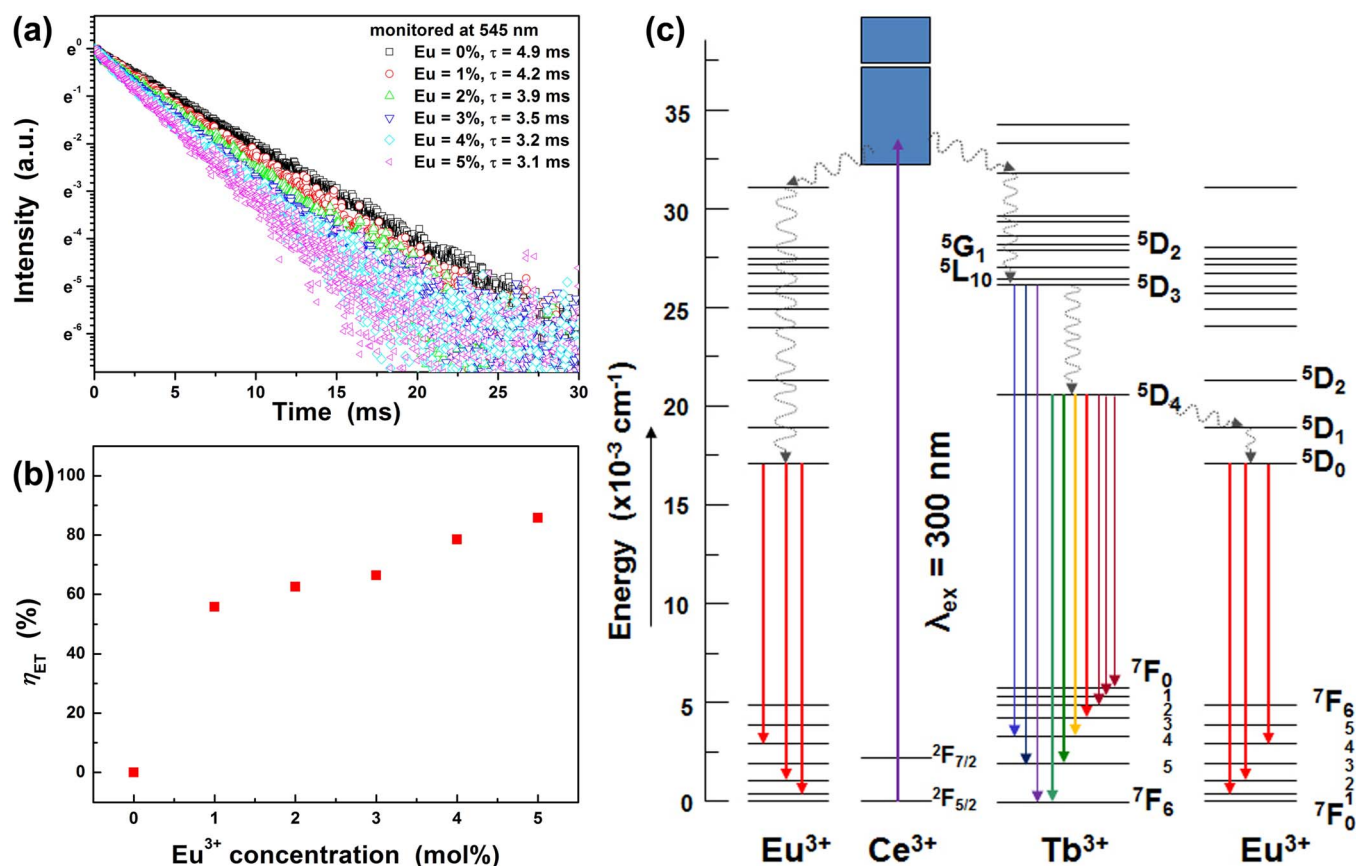 (a)
monitored at 545 nm
Eu = 0%, τ = 4.9 ms
Eu = 1%, τ = 4.2 ms
Eu = 2%, τ = 3.9 ms
Eu = 3%, τ = 3.5 ms
Eu = 4%, τ = 3.2 ms
Eu = 5%, τ = 3.1 ms
e⁰
e⁻¹
e⁻²
e⁻³
e⁻⁴
e⁻⁵
e⁻⁶
Intensity (a.u.)
0 5 10 15 20 25 30
Time (ms)
(b)
100
80
60
40
20
0
η_ET (%)
0 1 2 3 4 5
Eu³⁺ concentration (mol%)
(c)
35
30
25
20
15
10
5
0
Energy (x10⁻³ cm⁻¹)
λ_ex = 300 nm
²F₇/₂
²F₅/₂
⁵G₁
⁵L₁₀
⁵D₂
⁵D₃
⁵D₄
⁷F₀
1
2
3
4
5
⁷F₆
⁵D₂
⁵D₁
⁵D₀
⁷F₆
5
4
3
2
1
⁷F₀
Eu³⁺ Ce³⁺ Tb³⁺ Eu³⁺